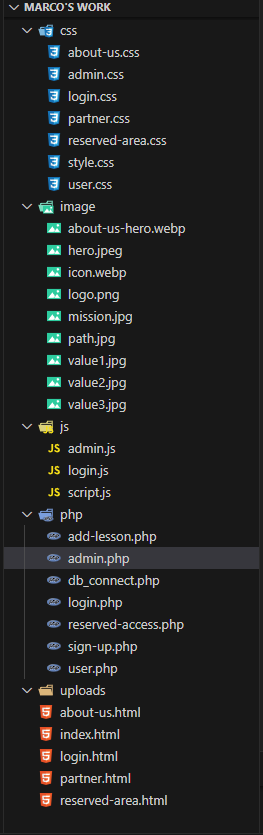 MARCO'S WORK
css
about-us.css
admin.css
login.css
partner.css
reserved-area.css
style.css
user.css
image
about-us-hero.webp
hero.jpeg
icon.webp
logo.png
mission.jpg
path.jpg
value1.jpg
value2.jpg
value3.jpg
js
JS admin.js
JS login.js
JS script.js
php
add-lesson.php
admin.php
db_connect.php
login.php
reserved-access.php
sign-up.php
user.php
uploads
about-us.html
index.html
login.html
partner.html
reserved-area.html